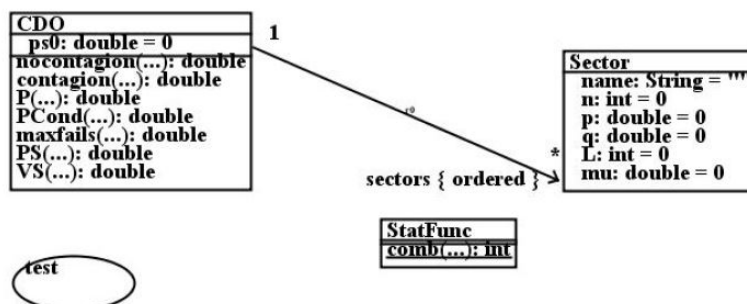 CDO
ps0: double = 0
nocontagion(...): double
contagion(...): double
P(...): double
PCond(...): double
maxfails(...): double
PS(...): double
VS(...): double
1
*
sectors { ordered }
Sector
name: String = ""
n: int = 0
p: double = 0
q: double = 0
L: int = 0
mu: double = 0
StatFunc
comb(...): int
test